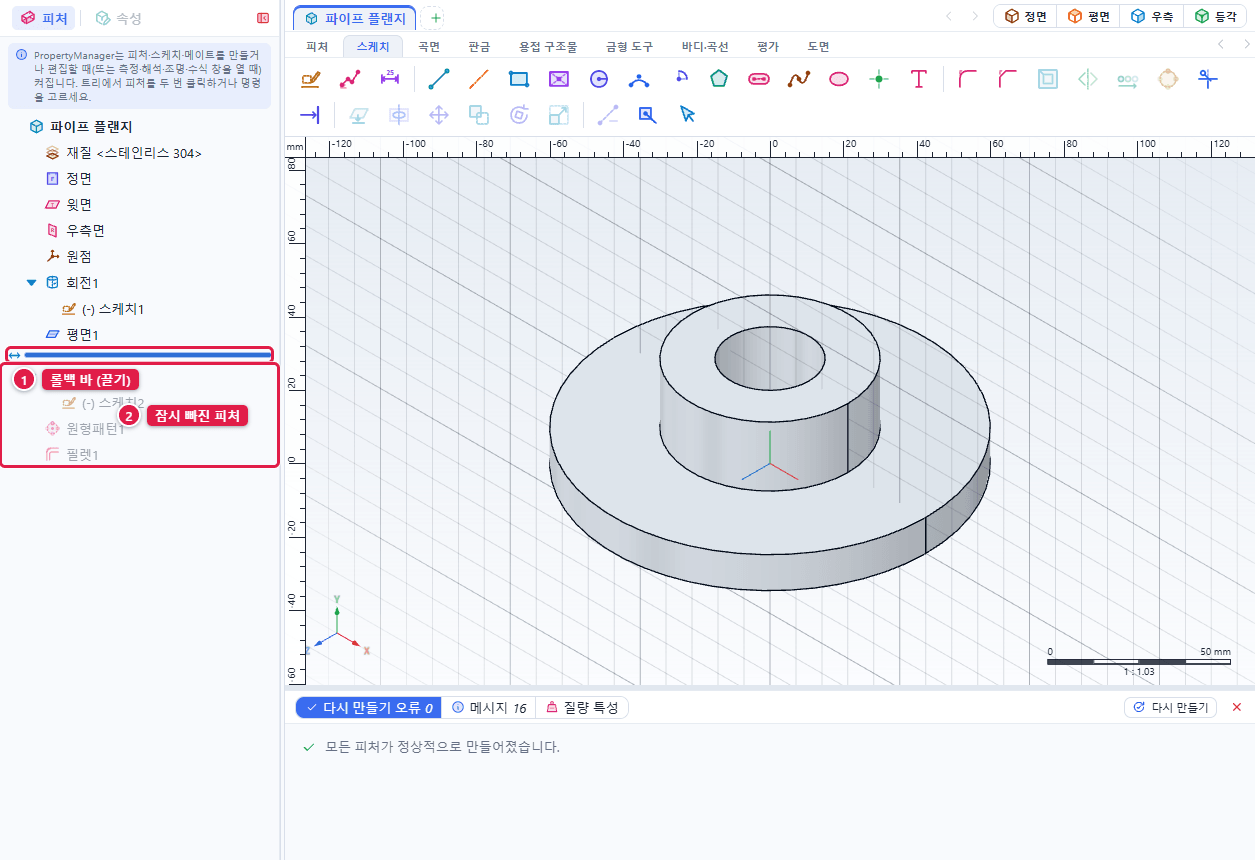 피처
속성
PropertyManager는 피처·스케치·메이트를 만들거
나 편집할 때(또는 측정·해석·조명·수식 창을 열 때)
켜집니다. 트리에서 피처를 두 번 클릭하거나 명령
을 고르세요.
파이프 플랜지
재질 <스테인리스 304>
정면
윗면
우측면
원점
회전1
(-) 스케치1
평면1
1 롤백 바 (끌기)
(-) 스케치2
2 잠시 빠진 피처
원형패턴1
필렛1
파이프 플랜지
정면 평면 우측 등각
피처 스케치 곡면 판금 용접 구조물 금형 도구 바디·곡선 평가 도면
25
mm
-120 -100 -80 -60 -40 -20 0 20 40 60 80 100 120
80
60
40
20
0
-20
-40
-60
Y
Z
X
0 50 mm
1 : 1.03
다시 만들기 오류 0 메시지 16 질량 특성
다시 만들기
모든 피처가 정상적으로 만들어졌습니다.